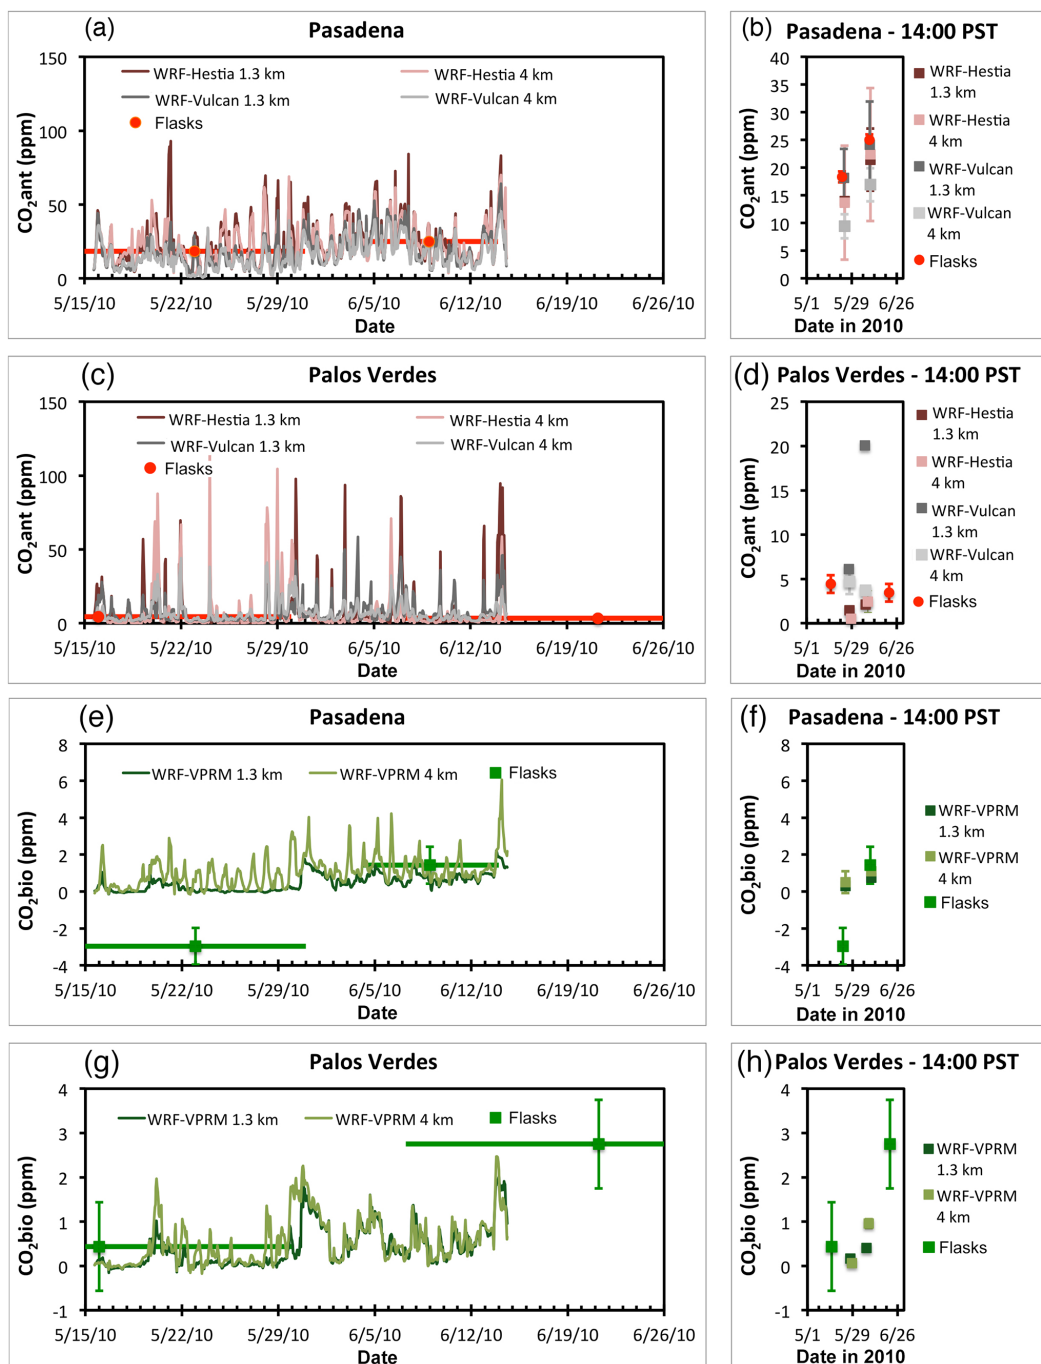 (a)
Pasadena
150
100
50
0
CO2ant (ppm)
WRF-Hestia 1.3 km
WRF-Hestia 4 km
WRF-Vulcan 1.3 km
WRF-Vulcan 4 km
Flasks
5/15/10 5/22/10 5/29/10 6/5/10 6/12/10 6/19/10 6/26/10
Date
(b)
Pasadena - 14:00 PST
40
35
30
25
20
15
10
5
0
CO2ant (ppm)
WRF-Hestia
1.3 km
WRF-Hestia
4 km
WRF-Vulcan
1.3 km
WRF-Vulcan
4 km
Flasks
5/1 5/29 6/26
Date in 2010
(c)
Palos Verdes
150
100
50
0
CO2ant (ppm)
WRF-Hestia 1.3 km
WRF-Hestia 4 km
WRF-Vulcan 1.3 km
WRF-Vulcan 4 km
Flasks
5/15/10 5/22/10 5/29/10 6/5/10 6/12/10 6/19/10 6/26/10
Date
(d)
Palos Verdes - 14:00 PST
25
20
15
10
5
0
CO2ant (ppm)
WRF-Hestia
1.3 km
WRF-Hestia
4 km
WRF-Vulcan
1.3 km
WRF-Vulcan
4 km
Flasks
5/1 5/29 6/26
Date in 2010
(e)
Pasadena
8
6
4
2
0
-2
-4
CO2bio (ppm)
WRF-VPRM 1.3 km
WRF-VPRM 4 km
Flasks
5/15/10 5/22/10 5/29/10 6/5/10 6/12/10 6/19/10 6/26/10
Date
(f)
Pasadena - 14:00 PST
8
6
4
2
0
-2
-4
CO2bio (ppm)
WRF-VPRM
1.3 km
WRF-VPRM
4 km
Flasks
5/1 5/29 6/26
Date in 2010
(g)
Palos Verdes
4
3
2
1
0
-1
CO2bio (ppm)
WRF-VPRM 1.3 km
WRF-VPRM 4 km
Flasks
5/15/10 5/22/10 5/29/10 6/5/10 6/12/10 6/19/10 6/26/10
Date
(h)
Palos Verdes - 14:00 PST
4
3
2
1
0
-1
CO2bio (ppm)
WRF-VPRM
1.3 km
WRF-VPRM
4 km
Flasks
5/1 5/29 6/26
Date in 2010